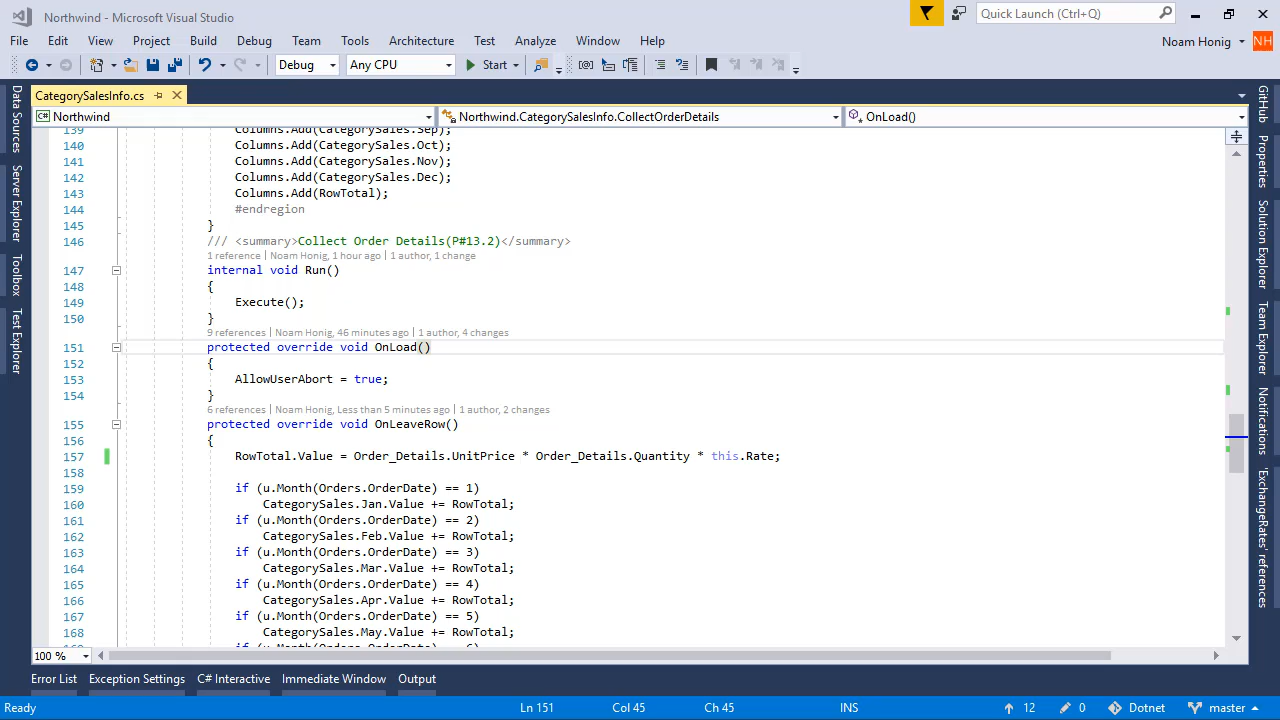 Northwind - Microsoft Visual Studio
Quick Launch (Ctrl+Q)
File Edit View Project Build Debug Team Tools Architecture Test Analyze Window Help
Noam Honig NH
Debug Any CPU Start
CategorySalesInfo.cs
C# Northwind Northwind.CategorySalesInfo.CollectOrderDetails OnLoad()
139 Columns.Add(CategorySales.Sep);
140 Columns.Add(CategorySales.Oct);
141 Columns.Add(CategorySales.Nov);
142 Columns.Add(CategorySales.Dec);
143 Columns.Add(RowTotal);
144 #endregion
145 }
146 /// <summary>Collect Order Details(P#13.2)</summary>
1 reference | Noam Honig, 1 hour ago | 1 author, 1 change
147 internal void Run()
148 {
149 Execute();
150 }
9 references | Noam Honig, 46 minutes ago | 1 author, 4 changes
151 protected override void OnLoad()
152 {
153 AllowUserAbort = true;
154 }
6 references | Noam Honig, Less than 5 minutes ago | 1 author, 2 changes
155 protected override void OnLeaveRow()
156 {
157 RowTotal.Value = Order_Details.UnitPrice * Order_Details.Quantity * this.Rate;
158
159 if (u.Month(Orders.OrderDate) == 1)
160 CategorySales.Jan.Value += RowTotal;
161 if (u.Month(Orders.OrderDate) == 2)
162 CategorySales.Feb.Value += RowTotal;
163 if (u.Month(Orders.OrderDate) == 3)
164 CategorySales.Mar.Value += RowTotal;
165 if (u.Month(Orders.OrderDate) == 4)
166 CategorySales.Apr.Value += RowTotal;
167 if (u.Month(Orders.OrderDate) == 5)
168 CategorySales.May.Value += RowTotal;
100 %
Data Sources
Server Explorer
Toolbox
Test Explorer
GitHub
Properties
Solution Explorer
Team Explorer
Notifications
'ExchangeRates' references
Error List Exception Settings C# Interactive Immediate Window Output
Ready Ln 151 Col 45 Ch 45 INS 12 0 Dotnet master